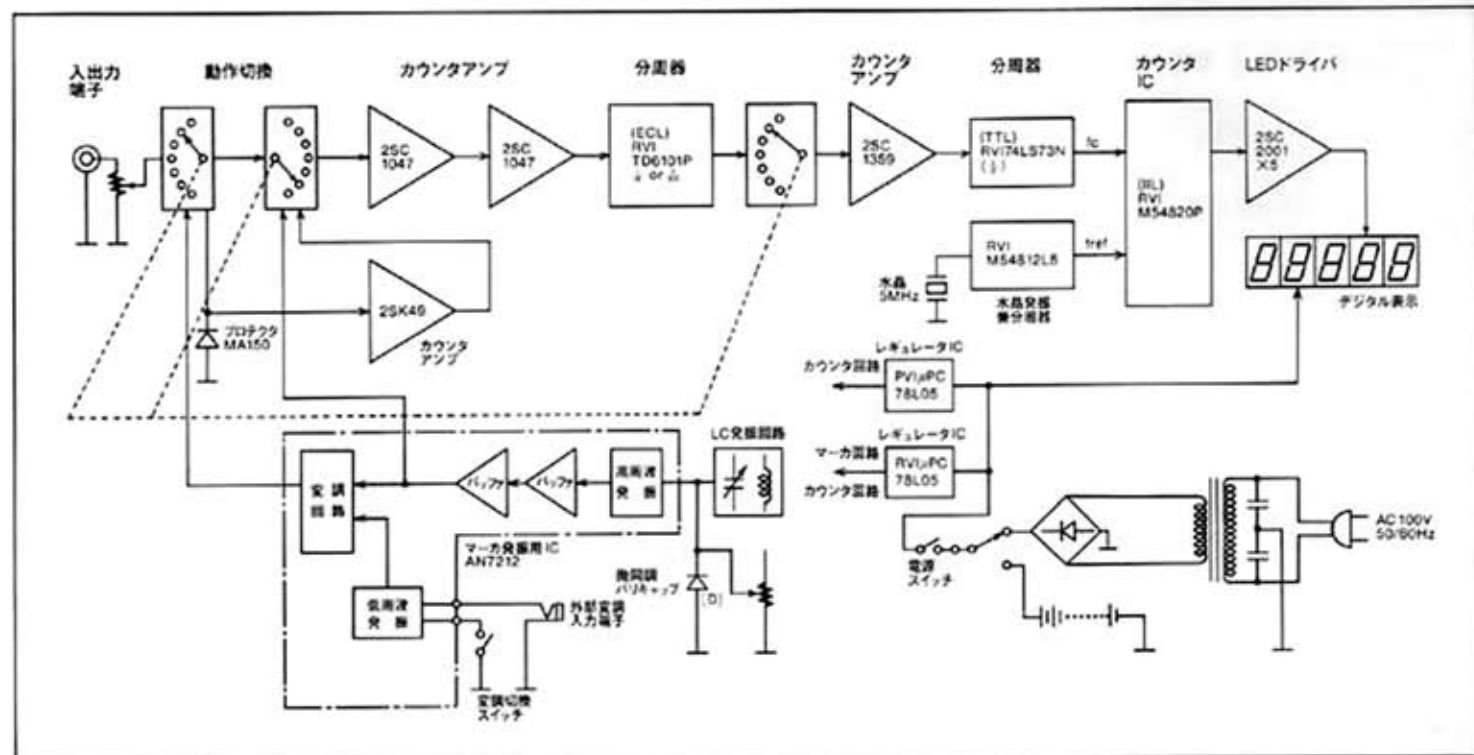 入出力
端子
動作切換
カウンタアンプ
分周器
カウンタ
アンプ
分周器
カウンタ
IC
LEDドライバ
2SC
1047
2SC
1047
(ECL)
RVI
TD6101P
or
2SC
1359
(TTL)
RVI74LS73N
fc
(IIL)
RVI
M54820P
2SC
2001
×5
RVI
M54812L5
fref
水晶
5MHz
水晶発振
兼分周器
88888
デジタル表示
プロテクタ
MA150
2SK49
カウンタ
アンプ
レギュレータIC
カウンタ回路
PVIμPC
78L05
レギュレータIC
マーカ回路
カウンタ回路
RVIμPC
78L05
LC発振回路
変調
回路
バッファ
バッファ
高周波
発振
マーカ発振用IC
AN7212
低周波
発振
外部変調
入力端子
変調切換
スイッチ
微同調
バリキャップ
(D)
電源
スイッチ
AC100V
50/60Hz